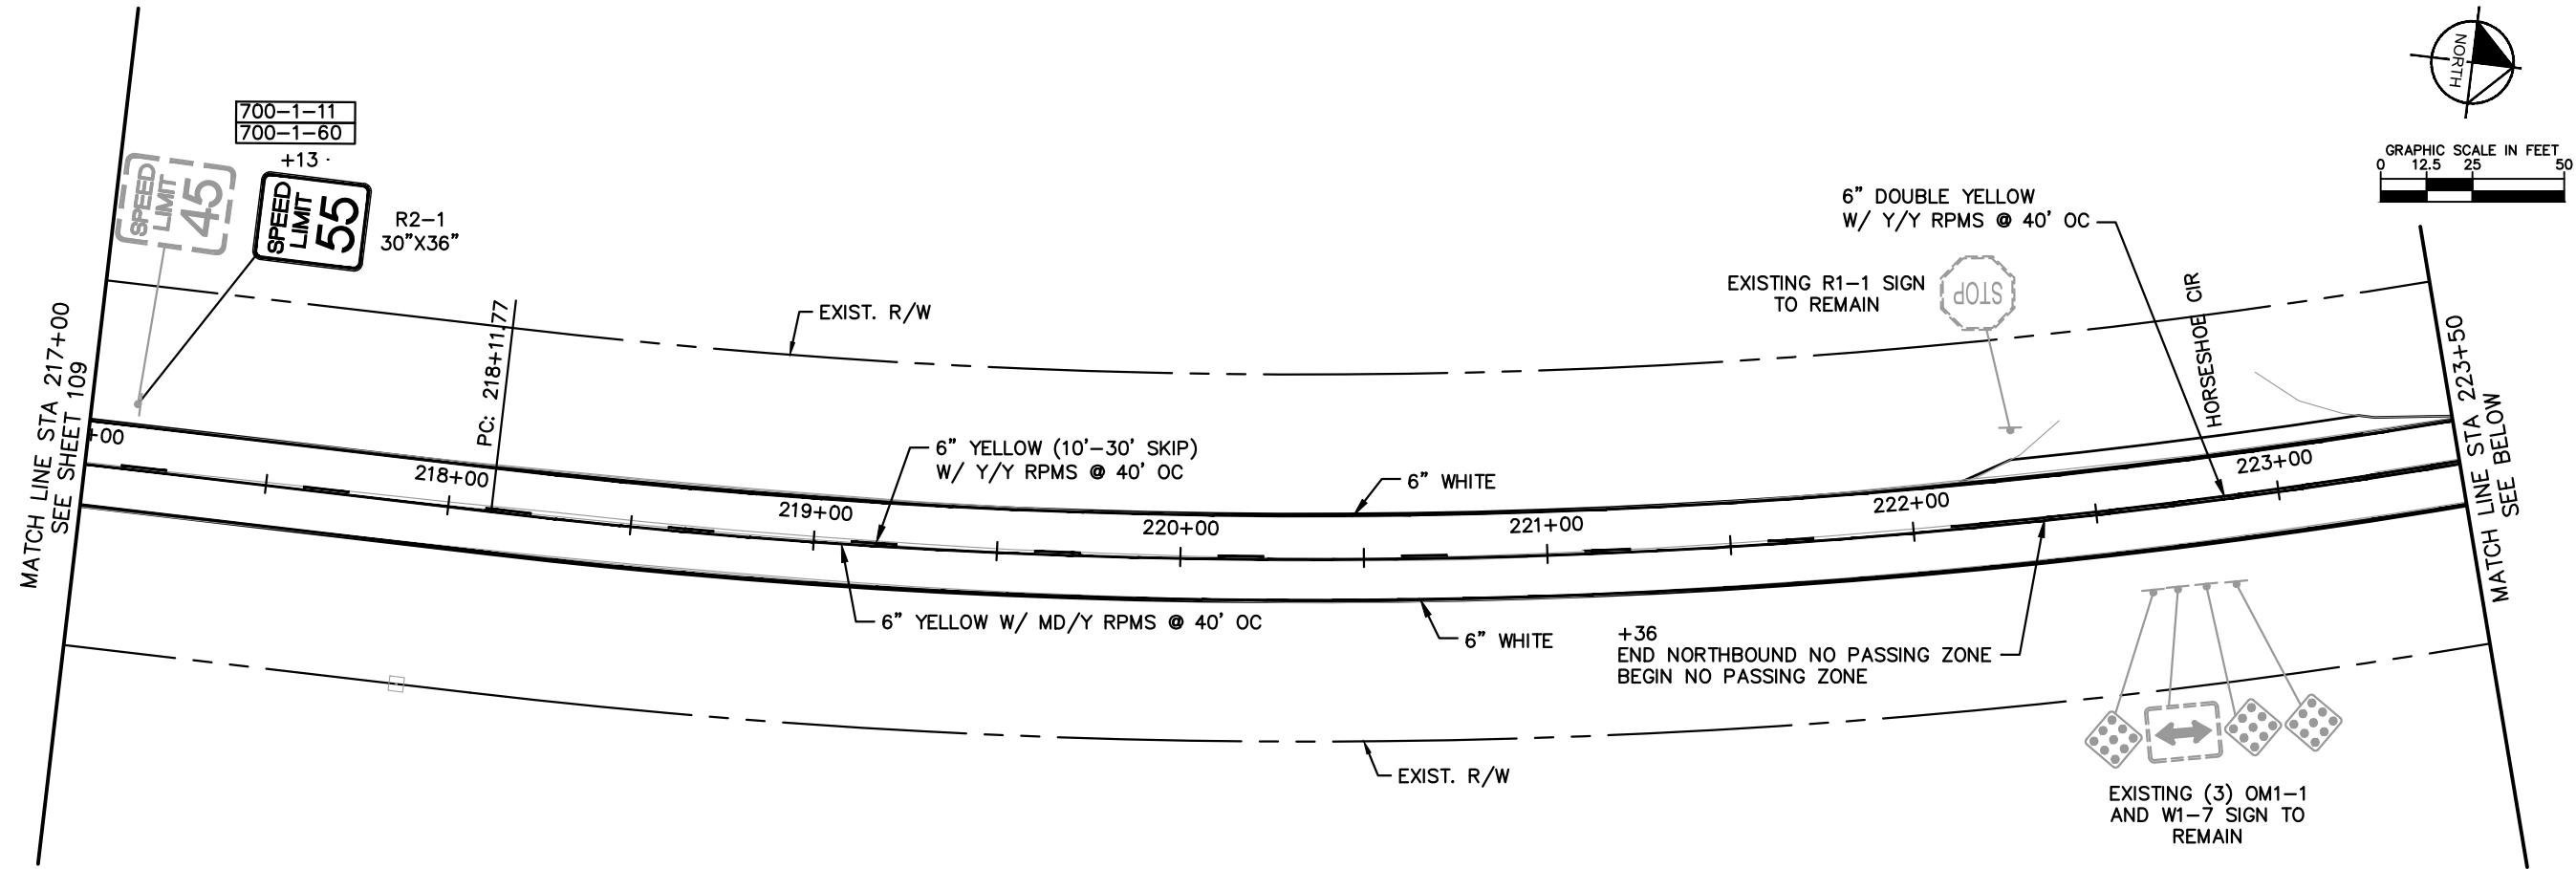 700-1-11
700-1-60
+13
SPEED
LIMIT
45
SPEED
LIMIT
55
R2-1
30"X36"
NORTH
GRAPHIC SCALE IN FEET
0 12.5 25 50
MATCH LINE STA 217+00
SEE SHEET 109
+00
PC: 218+11.77
EXIST. R/W
6" DOUBLE YELLOW
W/ Y/Y RPMS @ 40' OC
EXISTING R1-1 SIGN
TO REMAIN
STOP
HORSESHOE CIR
MATCH LINE STA 223+50
SEE BELOW
6" YELLOW (10'-30' SKIP)
W/ Y/Y RPMS @ 40' OC
6" WHITE
218+00
219+00
220+00
221+00
222+00
223+00
6" YELLOW W/ MD/Y RPMS @ 40' OC
6" WHITE
+36
END NORTHBOUND NO PASSING ZONE
BEGIN NO PASSING ZONE
EXIST. R/W
EXISTING (3) OM1-1
AND W1-7 SIGN TO
REMAIN